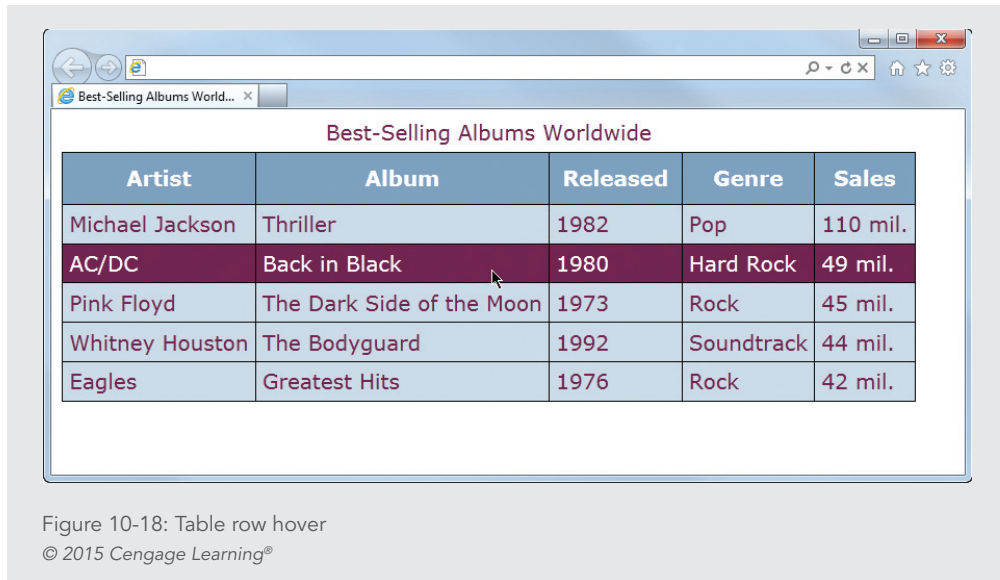 Best-Selling Albums World...
Best-Selling Albums Worldwide
Artist Album Released Genre Sales
Michael Jackson Thriller 1982 Pop 110 mil.
AC/DC Back in Black 1980 Hard Rock 49 mil.
Pink Floyd The Dark Side of the Moon 1973 Rock 45 mil.
Whitney Houston The Bodyguard 1992 Soundtrack 44 mil.
Eagles Greatest Hits 1976 Rock 42 mil.
Figure 10-18: Table row hover
© 2015 Cengage Learning®